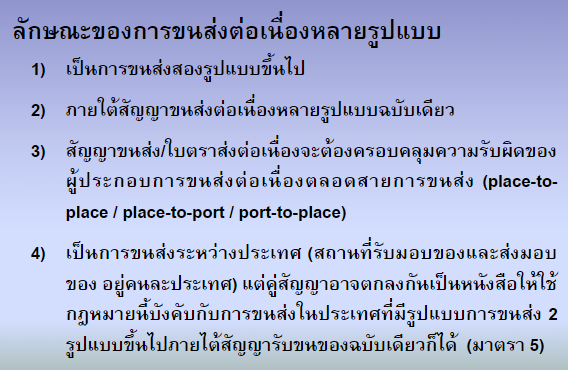 ลักษณะของการขนส่งต่อเนื่องหลายรูปแบบ
1) เป็นการขนส่งสองรูปแบบขึ้นไป
2) ภายใต้สัญญาขนส่งต่อเนื่องหลายรูปแบบฉบับเดียว
3) สัญญาขนส่ง/ใบตราส่งต่อเนื่องจะต้องครอบคลุมความรับผิดของ
ผู้ประกอบการขนส่งต่อเนื่องตลอดสายการขนส่ง (place-to-
place / place-to-port / port-to-place)
4) เป็นการขนส่งระหว่างประเทศ (สถานที่รับมอบของและส่งมอบ
ของ อยู่คนละประเทศ) แต่คู่สัญญาอาจตกลงกันเป็นหนังสือให้ใช้
กฎหมายนี้บังคับกับการขนส่งในประเทศที่มีรูปแบบการขนส่ง 2
รูปแบบขึ้นไปภายใต้สัญญารับขนของฉบับเดียวก็ได้ (มาตรา 5)